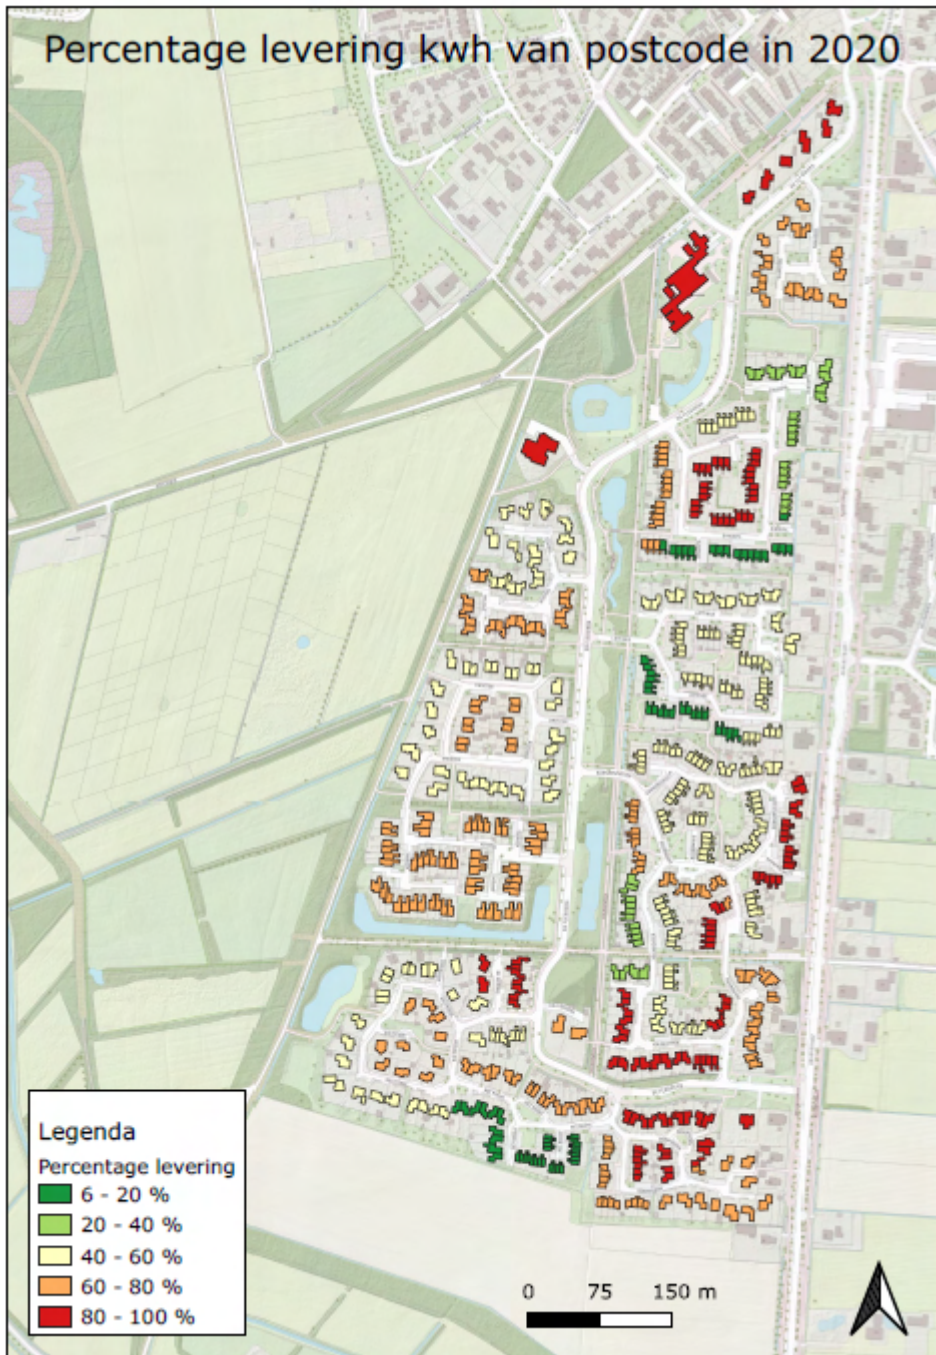 Percentage levering kwh van postcode in 2020
Legenda
Percentage levering
6 - 20 %
20 - 40 %
40 - 60 %
60 - 80 %
80 - 100 %
0 75 150 m